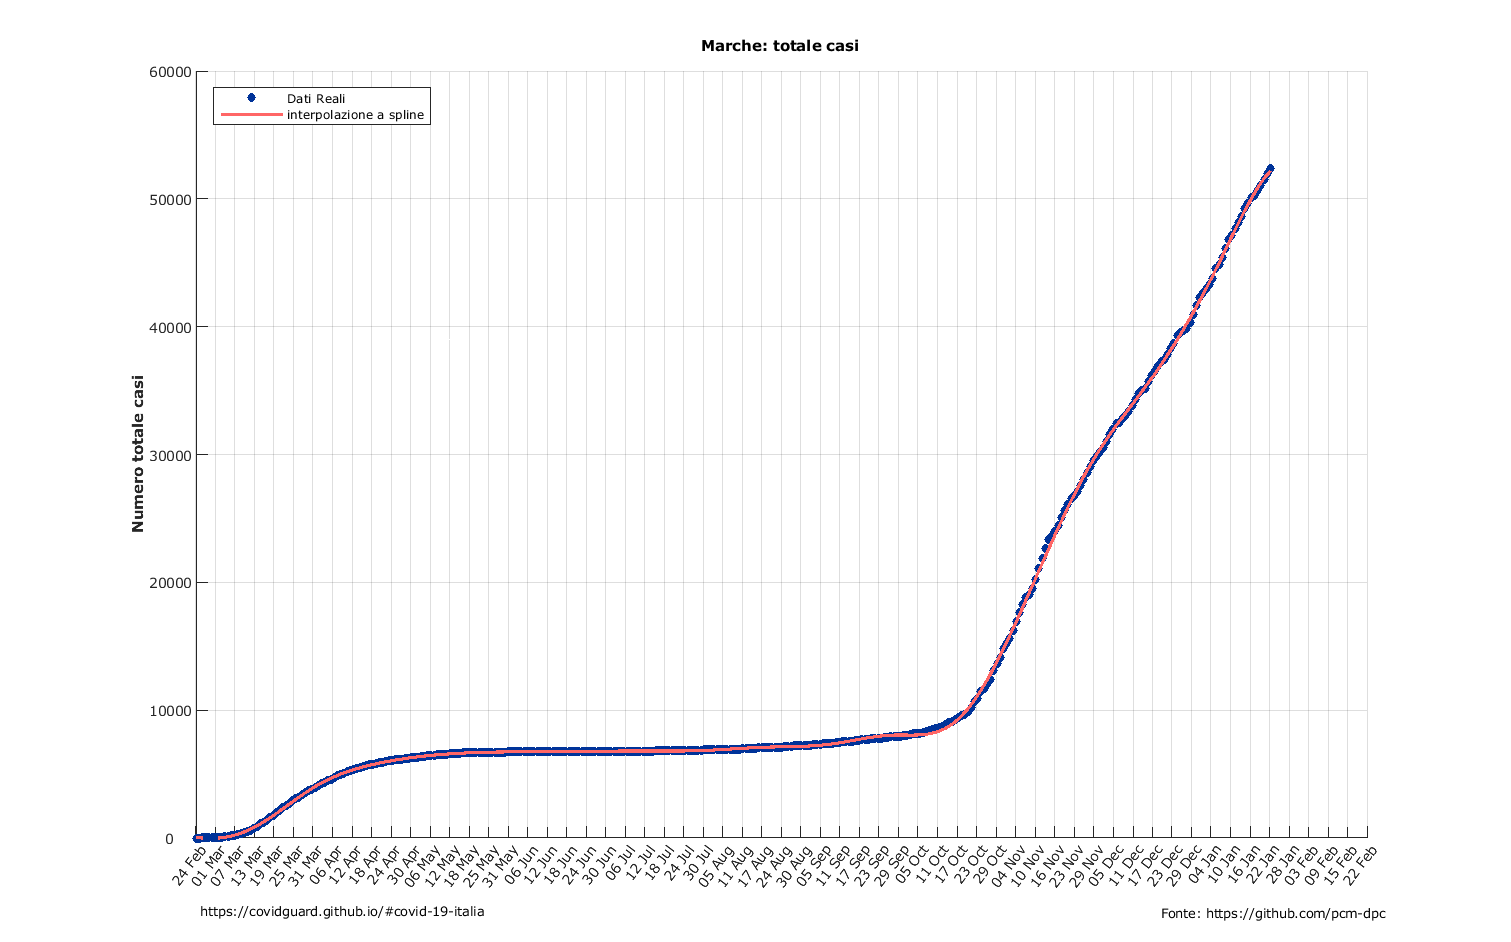 Marche: totale casi
60000
50000
40000
30000
20000
10000
0
Numero totale casi
Dati Reali
interpolazione a spline
24 Feb
01 Mar
07 Mar
13 Mar
19 Mar
25 Mar
31 Mar
06 Apr
12 Apr
18 Apr
24 Apr
30 Apr
06 May
12 May
18 May
25 May
31 May
06 Jun
12 Jun
18 Jun
24 Jun
30 Jun
06 Jul
12 Jul
18 Jul
24 Jul
30 Jul
05 Aug
11 Aug
17 Aug
24 Aug
30 Aug
05 Sep
11 Sep
17 Sep
23 Sep
29 Sep
05 Oct
11 Oct
17 Oct
23 Oct
29 Oct
04 Nov
10 Nov
16 Nov
23 Nov
29 Nov
05 Dec
11 Dec
17 Dec
23 Dec
29 Dec
04 Jan
10 Jan
16 Jan
22 Jan
28 Jan
03 Feb
09 Feb
15 Feb
22 Feb
https://covidguard.github.io/#covid-19-italia
Fonte: https://github.com/pcm-dpc